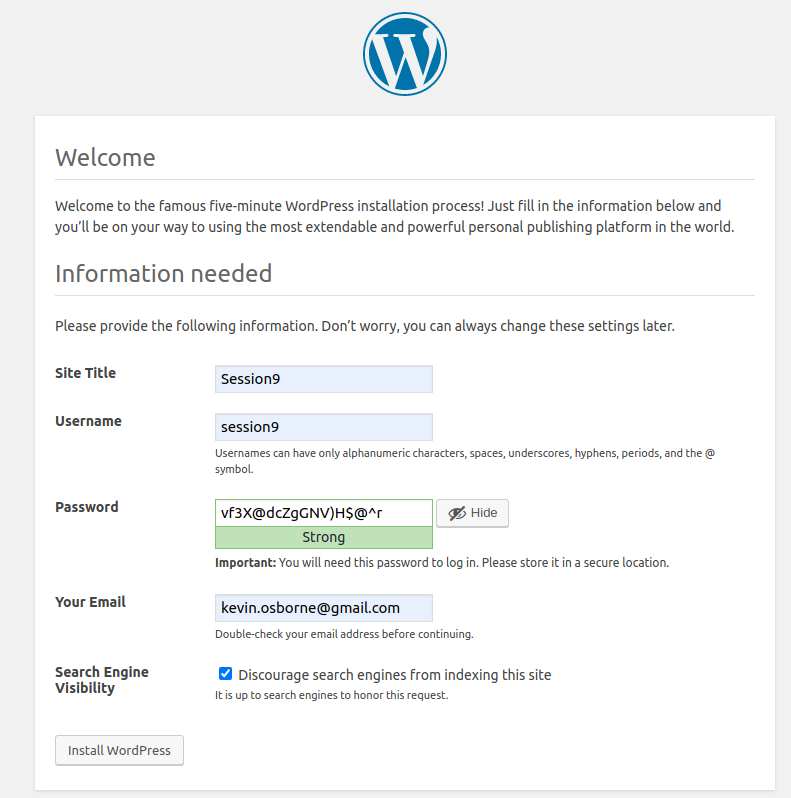 Welcome
Welcome to the famous five-minute WordPress installation process! Just fill in the information below and
you’ll be on your way to using the most extendable and powerful personal publishing platform in the world.
Information needed
Please provide the following information. Don’t worry, you can always change these settings later.
Site Title
Session9
Username
session9
Usernames can have only alphanumeric characters, spaces, underscores, hyphens, periods, and the @
symbol.
Password
vf3X@dcZgGNV)H$@^r
Hide
Strong
Important: You will need this password to log in. Please store it in a secure location.
Your Email
kevin.osborne@gmail.com
Double-check your email address before continuing.
Search Engine
Visibility
Discourage search engines from indexing this site
It is up to search engines to honor this request.
Install WordPress